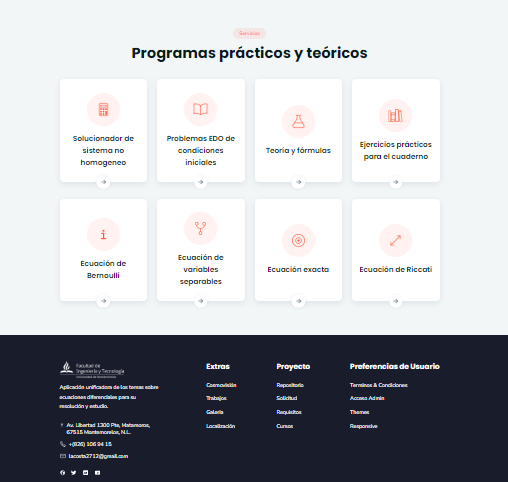 Servicios
Programas prácticos y teóricos
Solucionador de
sistema no
homogeneo
Problemas EDO de
condiciones
iniciales
Teoria y fórmulas
Ejercicios prácticos
para el cuaderno
Ecuación de
Bernoulli
Ecuación de
variables
separables
Ecuación exacta
Ecuación de Riccati
Facultad de
Ingeniería y Tecnología
Aplicación unificadora de los temas sobre
ecuaciones diferenciales para su
resolución y estudio.
Av. Libertad 1300 Pte, Matamoros,
67515 Montemorelos, N.L.
+(826) 106 94 15
lacosta2712@gmail.com
Extras
Cosmovisión
Trabajos
Galería
Localización
Proyecto
Repositorio
Solicitud
Requisitos
Cursos
Preferencias de Usuario
Terminos & Condiciones
Acceso Admin
Themes
Responsive